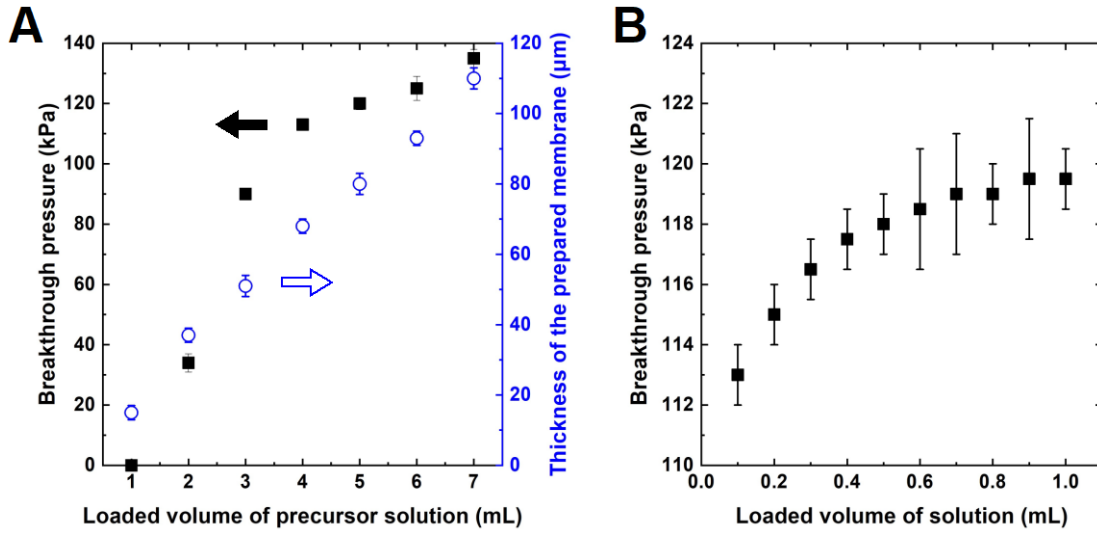 A
Breakthrough pressure (kPa)
140
120
100
80
60
40
20
0
1 2 3 4 5 6 7
Loaded volume of precursor solution (mL)
120
100
80
60
40
20
0
Thickness of the prepared membrane (µm)
B
Breakthrough pressure (kPa)
124
122
120
118
116
114
112
110
0.0 0.2 0.4 0.6 0.8 1.0
Loaded volume of solution (mL)